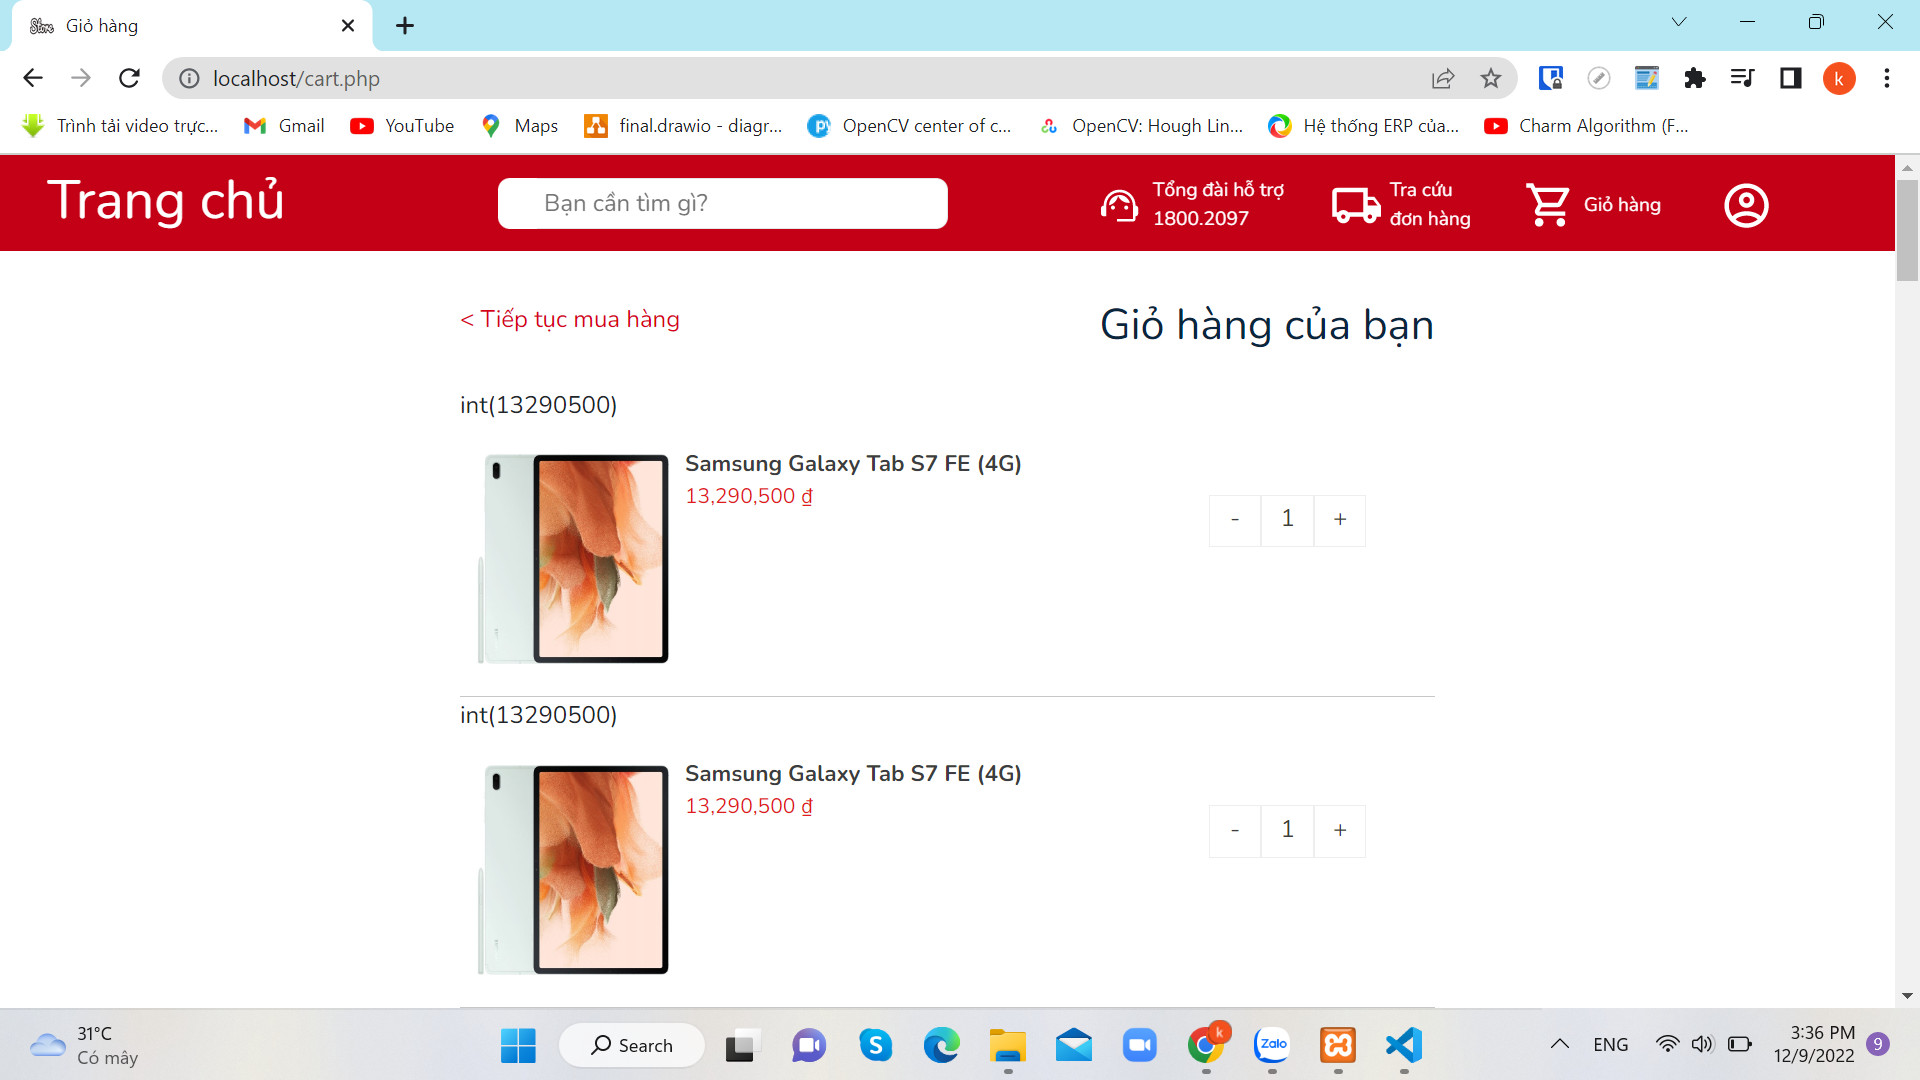 Store
Giỏ hàng
localhost/cart.php
k
Trình tải video trực...
Gmail
YouTube
Maps
final.drawio - diagr...
OpenCV center of c...
OpenCV: Hough Lin...
Hệ thống ERP của...
Charm Algorithm (F...
Trang chủ
Bạn cần tìm gì?
Tổng đài hỗ trợ
1800.2097
Tra cứu
đơn hàng
Giỏ hàng
< Tiếp tục mua hàng
Giỏ hàng của bạn
int(13290500)
Samsung Galaxy Tab S7 FE (4G)
13,290,500 ₫
- 1 +
int(13290500)
Samsung Galaxy Tab S7 FE (4G)
13,290,500 ₫
- 1 +
31°C
Có mây
Search
k
Zalo
ENG
3:36 PM
12/9/2022
9